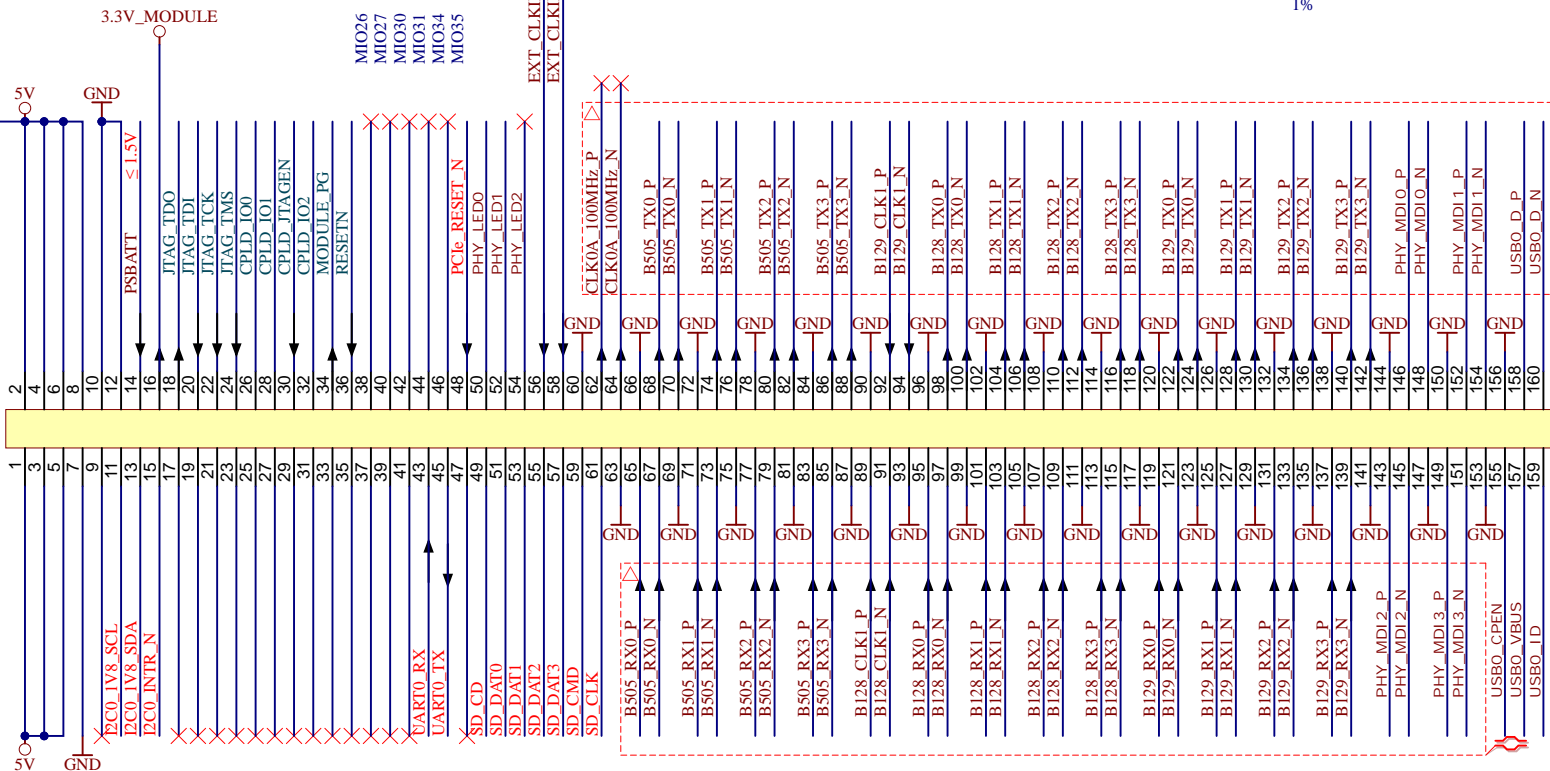 1%
3.3V_MODULE
MIO26
MIO27
MIO30
MIO31
MIO34
MIO35
5V
GND
PSBATT ≤ 1.5V
JTAG_TDO
JTAG_TDI
JTAG_TCK
JTAG_TMS
CPLD_IO0
CPLD_IO1
CPLD_JTAGEN
CPLD_IO2
MODULE_PG
RESETN
PCIe_RESET_N
PHY_LED0
PHY_LED1
PHY_LED2
EXT_CLKI
EXT_CLKI
CLK0A_100MHz_P
CLK0A_100MHz_N
B505_TX0_P
B505_TX0_N
B505_TX1_P
B505_TX1_N
B505_TX2_P
B505_TX2_N
B505_TX3_P
B505_TX3_N
B129_CLK1_P
B129_CLK1_N
B128_TX0_P
B128_TX0_N
B128_TX1_P
B128_TX1_N
B128_TX2_P
B128_TX2_N
B128_TX3_P
B128_TX3_N
B129_TX0_P
B129_TX0_N
B129_TX1_P
B129_TX1_N
B129_TX2_P
B129_TX2_N
B129_TX3_P
B129_TX3_N
PHY_MDI0_P
PHY_MDI0_N
PHY_MDI1_P
PHY_MDI1_N
USB0_D_P
USB0_D_N
GND GND GND GND GND GND GND GND GND GND GND GND GND GND GND GND GND
2 4 6 8 10 12 14 16 18 20 22 24 26 28 30 32 34 36 38 40 42 44 46 48 50 52 54 56 58 60 62 64 66 68 70 72 74 76 78 80 82 84 86 88 90 92 94 96 98 100 102 104 106 108 110 112 114 116 118 120 122 124 126 128 130 132 134 136 138 140 142 144 146 148 150 152 154 156 158 160
1 3 5 7 9 11 13 15 17 19 21 23 25 27 29 31 33 35 37 39 41 43 45 47 49 51 53 55 57 59 61 63 65 67 69 71 73 75 77 79 81 83 85 87 89 91 93 95 97 99 101 103 105 107 109 111 113 115 117 119 121 123 125 127 129 131 133 135 137 139 141 143 145 147 149 151 153 155 157 159
GND GND GND GND GND GND GND GND GND GND GND GND GND GND GND GND
I2C0_1V8_SCL
I2C0_1V8_SDA
I2C0_INTR_N
UART0_RX
UART0_TX
SD_CD
SD_DAT0
SD_DAT1
SD_DAT2
SD_DAT3
SD_CMD
SD_CLK
B505_RX0_P
B505_RX0_N
B505_RX1_P
B505_RX1_N
B505_RX2_P
B505_RX2_N
B505_RX3_P
B505_RX3_N
B128_CLK1_P
B128_CLK1_N
B128_RX0_P
B128_RX0_N
B128_RX1_P
B128_RX1_N
B128_RX2_P
B128_RX2_N
B128_RX3_P
B128_RX3_N
B129_RX0_P
B129_RX0_N
B129_RX1_P
B129_RX1_N
B129_RX2_P
B129_RX2_N
B129_RX3_P
B129_RX3_N
PHY_MDI2_P
PHY_MDI2_N
PHY_MDI3_P
PHY_MDI3_N
USB0_CPEN
USB0_VBUS
USB0_ID
5V
GND